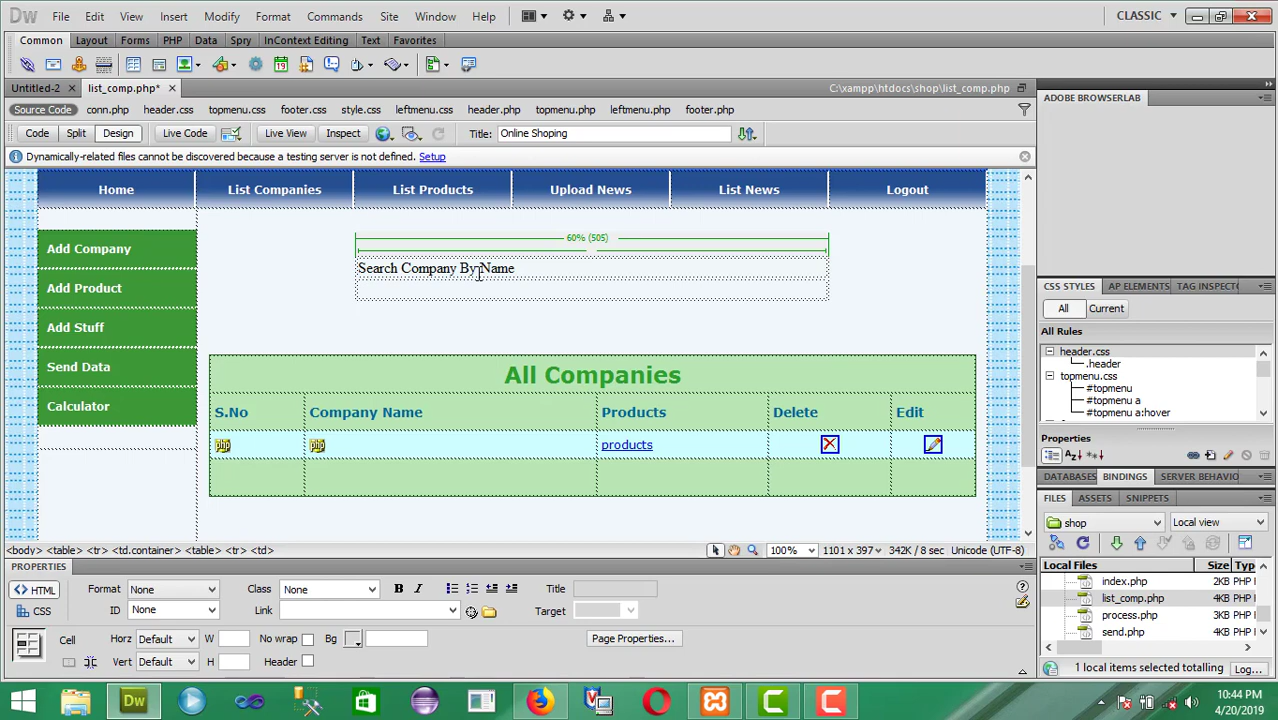 Dw File Edit View Insert Modify Format Commands Site Window Help CLASSIC
Common Layout Forms PHP Data Spry InContext Editing Text Favorites
Untitled-2 list_comp.php* C:\xampp\htdocs\shop\list_comp.php
Source Code conn.php header.css topmenu.css footer.css style.css leftmenu.css header.php topmenu.php leftmenu.php footer.php
Code Split Design Live Code Live View Inspect Title: Online Shoping
Dynamically-related files cannot be discovered because a testing server is not defined. Setup
Home List Companies List Products Upload News List News Logout
60% (505)
Search Company By Name
Add Company
Add Product
Add Stuff
Send Data
Calculator
All Companies
S.No Company Name Products Delete Edit
php php products
<body> <table> <tr> <td.container> <table> <tr> <td> 100% 1101 x 397 342K / 8 sec Unicode (UTF-8)
PROPERTIES
HTML Format None Class None B I Title
CSS ID None Link Target
Cell Horz Default W No wrap Bg Page Properties...
Vert Default H Header
ADOBE BROWSERLAB
CSS STYLES AP ELEMENTS TAG INSPECTO
All Current
All Rules
header.css
.header
topmenu.css
#topmenu
#topmenu a
#topmenu a:hover
Properties
DATABASES BINDINGS SERVER BEHAVIO
FILES ASSETS SNIPPETS
shop Local view
Local Files Size Typ
index.php 2KB PHP
list_comp.php 4KB PHP
process.php 4KB PHP
send.php 4KB PHP
1 local items selected totalling Log...
Dw
10:44 PM
4/20/2019